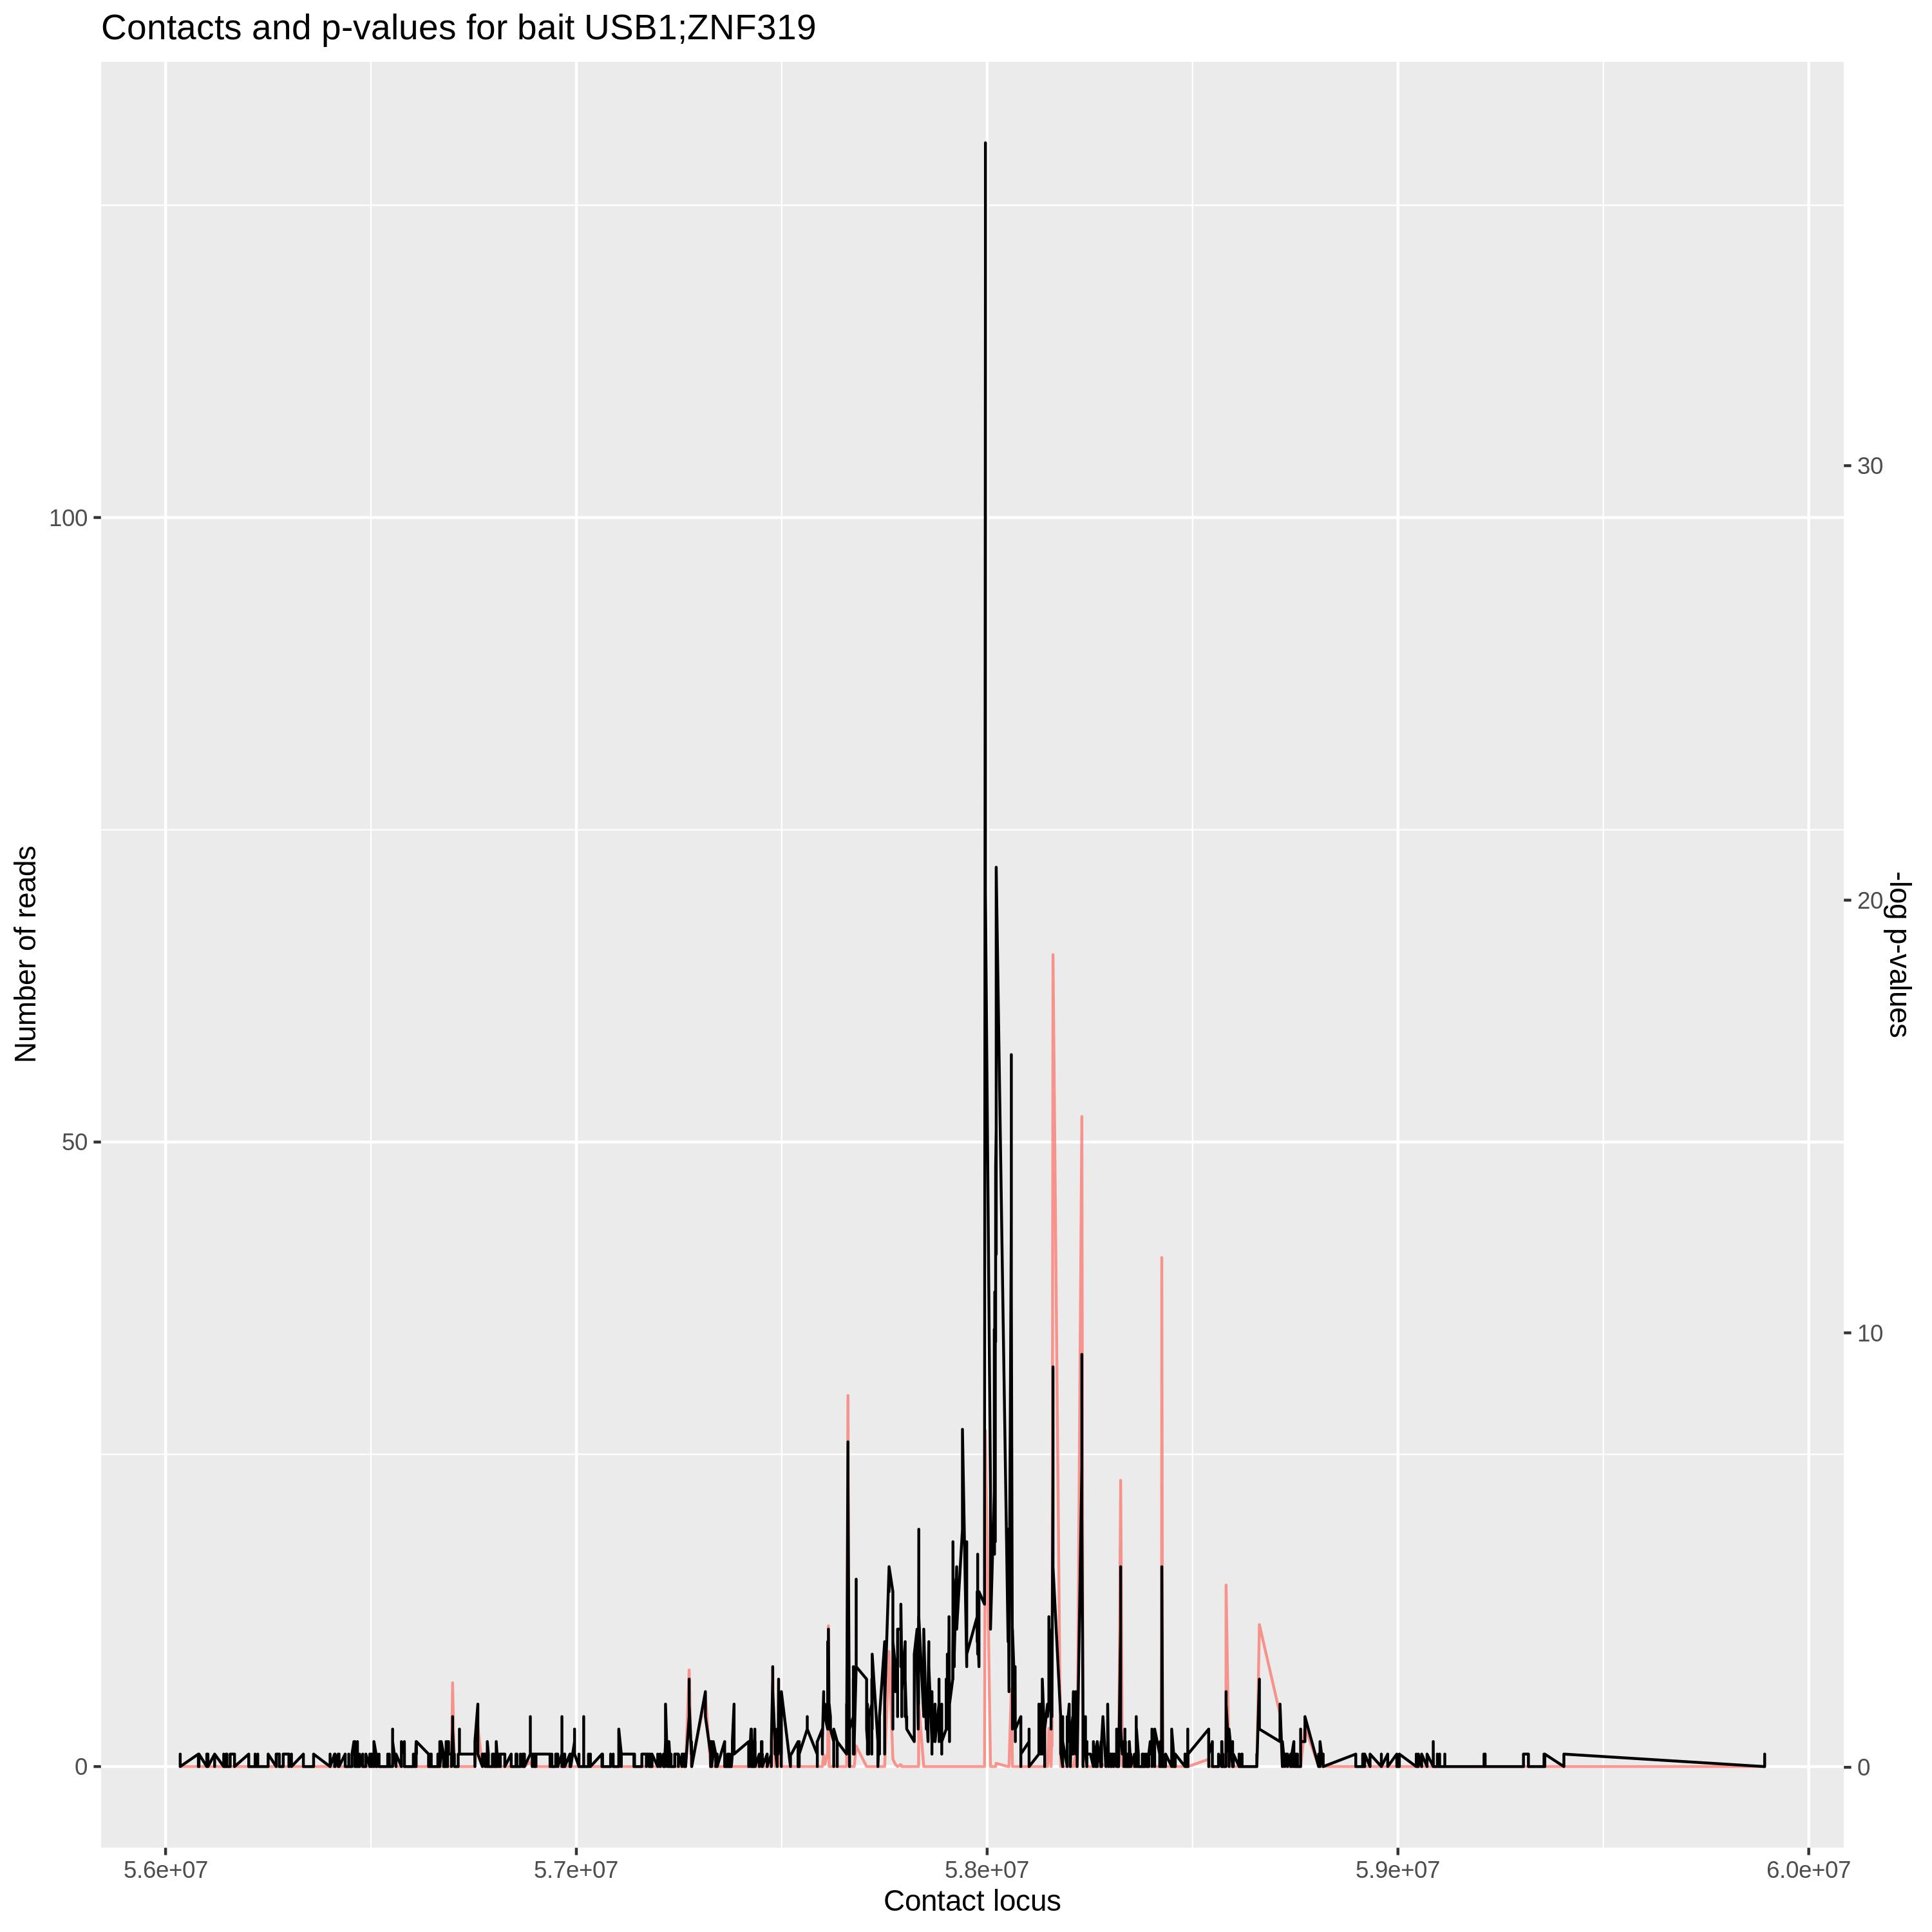 Contacts and p-values for bait USB1;ZNF319
Number of reads
100
50
0
30
20
10
0
-log p-values
5.6e+07
5.7e+07
5.8e+07
5.9e+07
6.0e+07
Contact locus